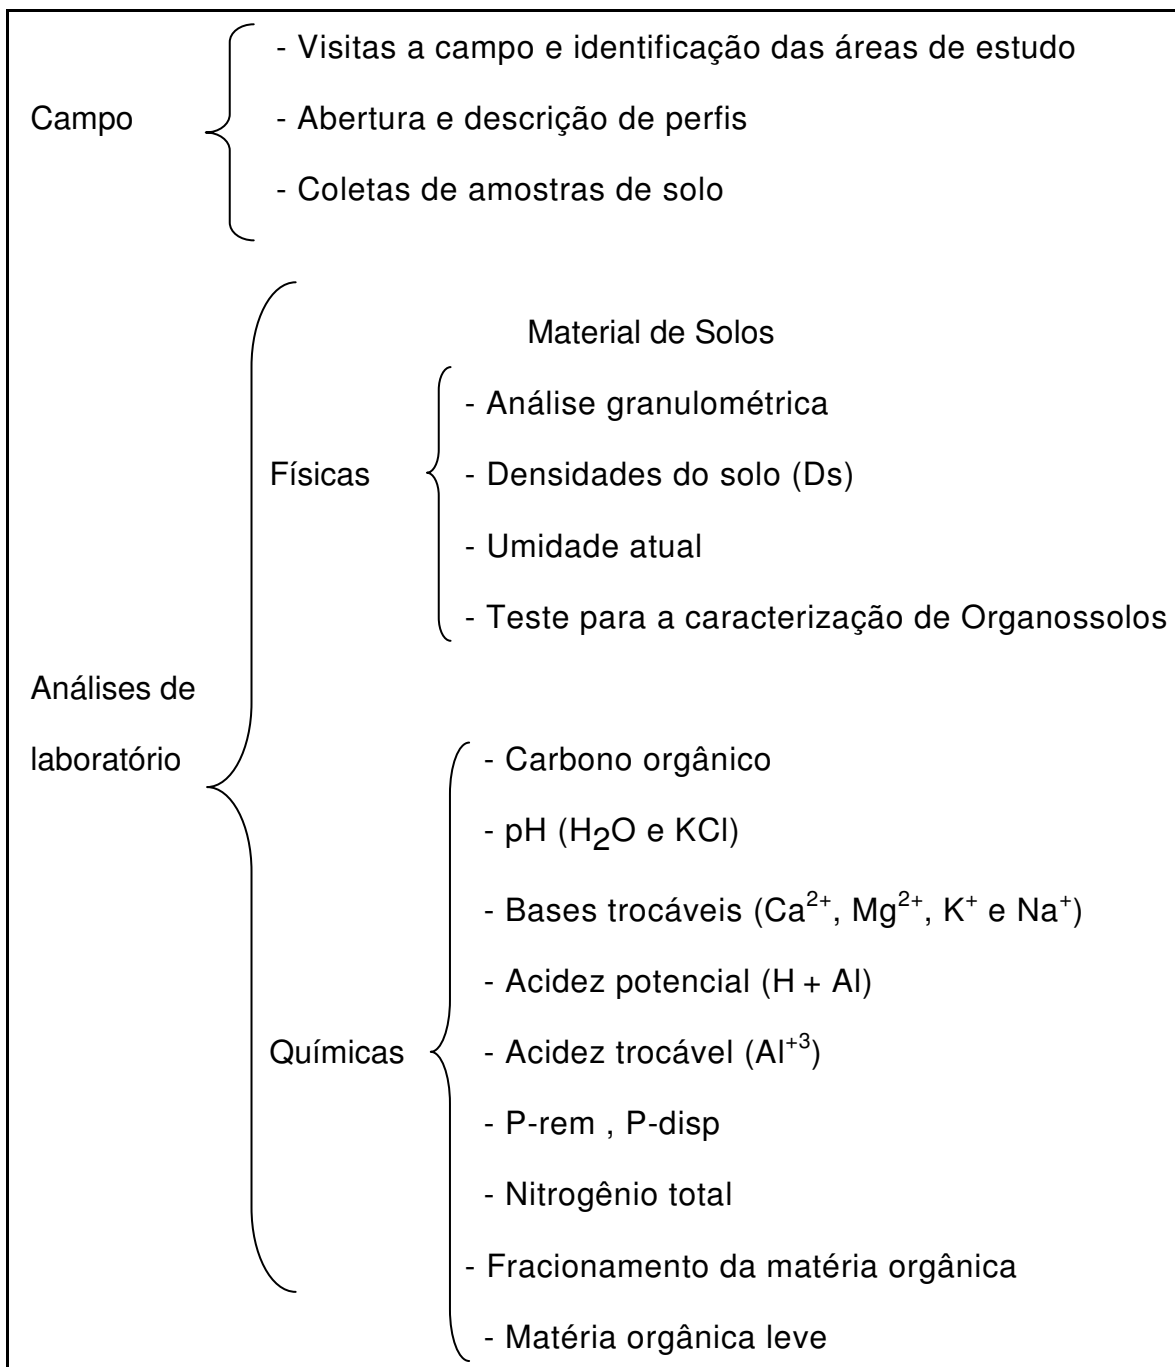 - Visitas a campo e identificação das áreas de estudo
Campo
- Abertura e descrição de perfis
- Coletas de amostras de solo
Material de Solos
- Análise granulométrica
Físicas
- Densidades do solo (Ds)
- Umidade atual
- Teste para a caracterização de Organossolos
Análises de
laboratório
- Carbono orgânico
- pH (H₂O e KCl)
- Bases trocáveis (Ca²⁺, Mg²⁺, K⁺ e Na⁺)
- Acidez potencial (H + Al)
Químicas
- Acidez trocável (Al⁺³)
- P-rem , P-disp
- Nitrogênio total
- Fracionamento da matéria orgânica
- Matéria orgânica leve